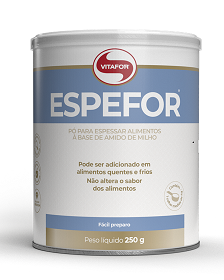 VITAFOR®
ESPEFOR®
PÓ PARA ESPESSAR ALIMENTOS
À BASE DE AMIDO DE MILHO
Pode ser adicionado em
alimentos quentes e frios
Não altera o sabor
dos alimentos
Fácil preparo
Peso líquido 250 g